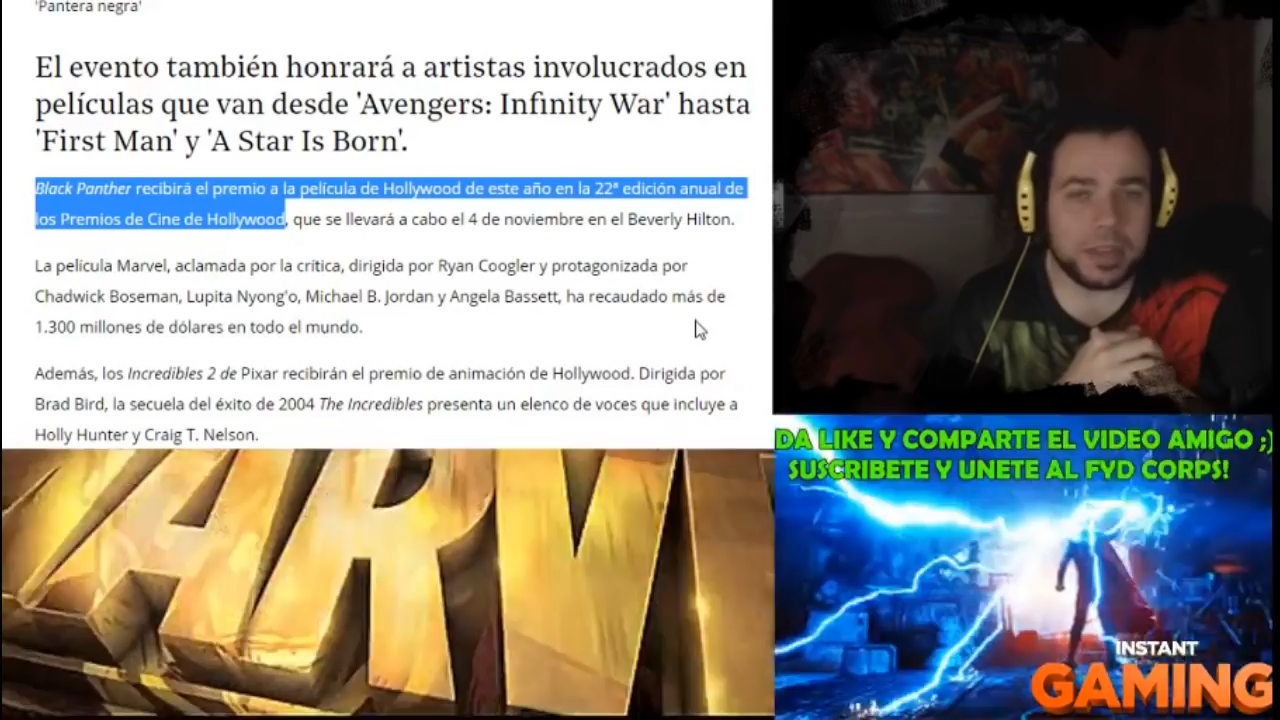 'Pantera negra'
El evento también honrará a artistas involucrados en
películas que van desde 'Avengers: Infinity War' hasta
'First Man' y 'A Star Is Born'.
Black Panther recibirá el premio a la película de Hollywood de este año en la 22ª edición anual de
los Premios de Cine de Hollywood, que se llevará a cabo el 4 de noviembre en el Beverly Hilton.
La película Marvel, aclamada por la crítica, dirigida por Ryan Coogler y protagonizada por
Chadwick Boseman, Lupita Nyong'o, Michael B. Jordan y Angela Bassett, ha recaudado más de
1.300 millones de dólares en todo el mundo.
Además, los Incredibles 2 de Pixar recibirán el premio de animación de Hollywood. Dirigida por
Brad Bird, la secuela del éxito de 2004 The Incredibles presenta un elenco de voces que incluye a
Holly Hunter y Craig T. Nelson.
ARV
DA LIKE Y COMPARTE EL VIDEO AMIGO ;)
SUSCRIBETE Y UNETE AL FYD CORPS!
INSTANT
GAMING